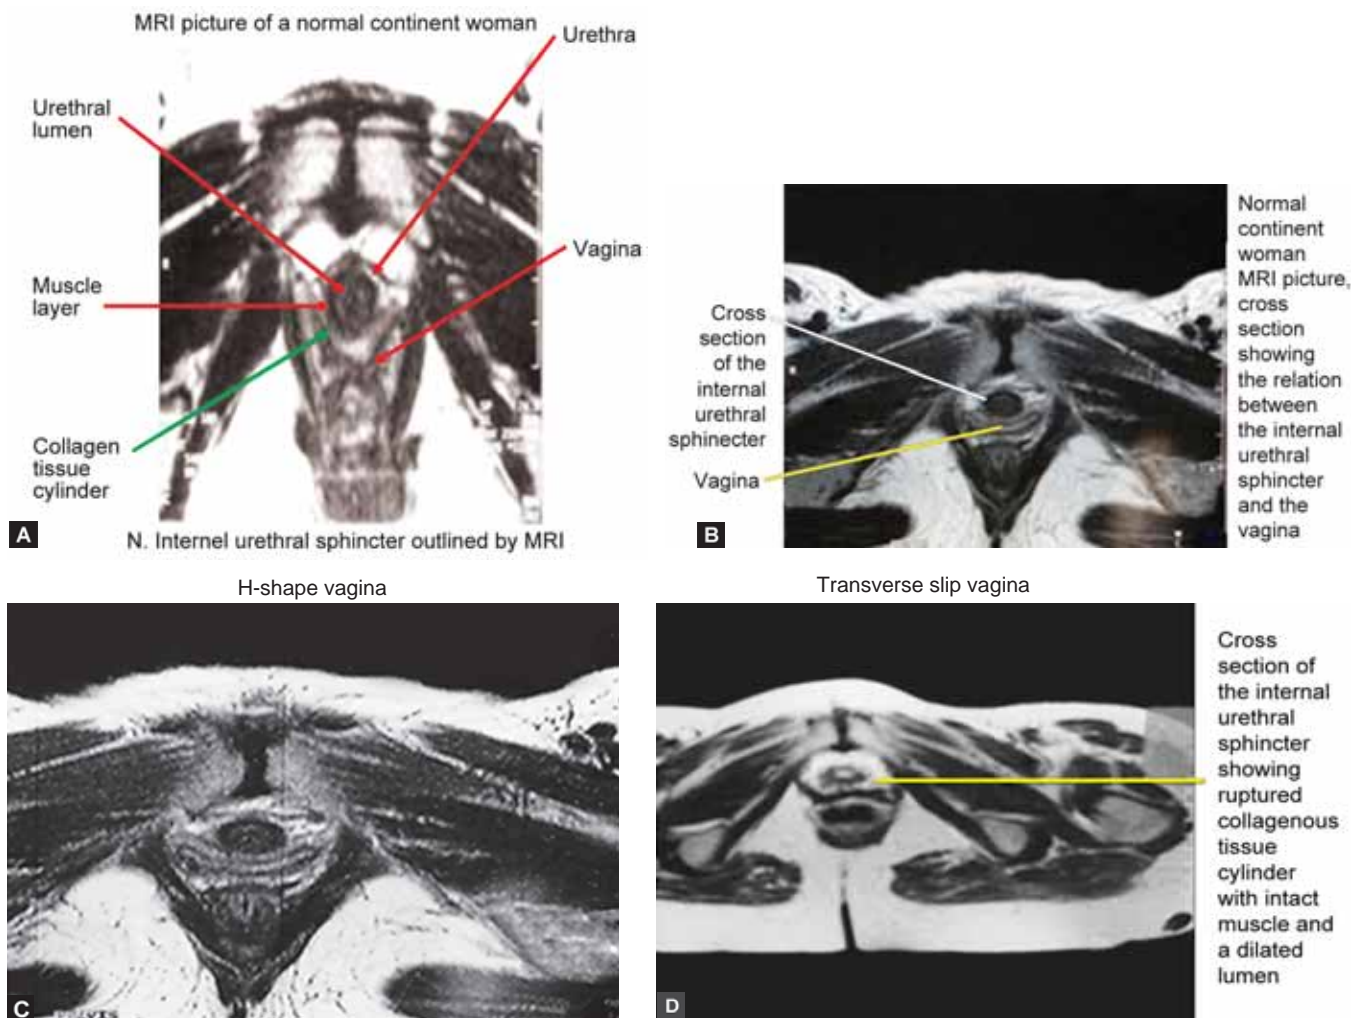 MRI picture of a normal continent woman
Urethra
Urethral
lumen
Vagina
Muscle
layer
Collagen
tissue
cylinder
A
N. Internel urethral sphincter outlined by MRI
Cross
section
of the
internal
urethral
sphinecter
Vagina
B
Normal
continent
woman
MRI picture,
cross
section
showing
the relation
between
the internal
urethral
sphincter
and the
vagina
H-shape vagina
C
Transverse slip vagina
D
Cross
section of
the internal
urethral
sphincter
showing
ruptured
collagenous
tissue
cylinder
with intact
muscle and
a dilated
lumen